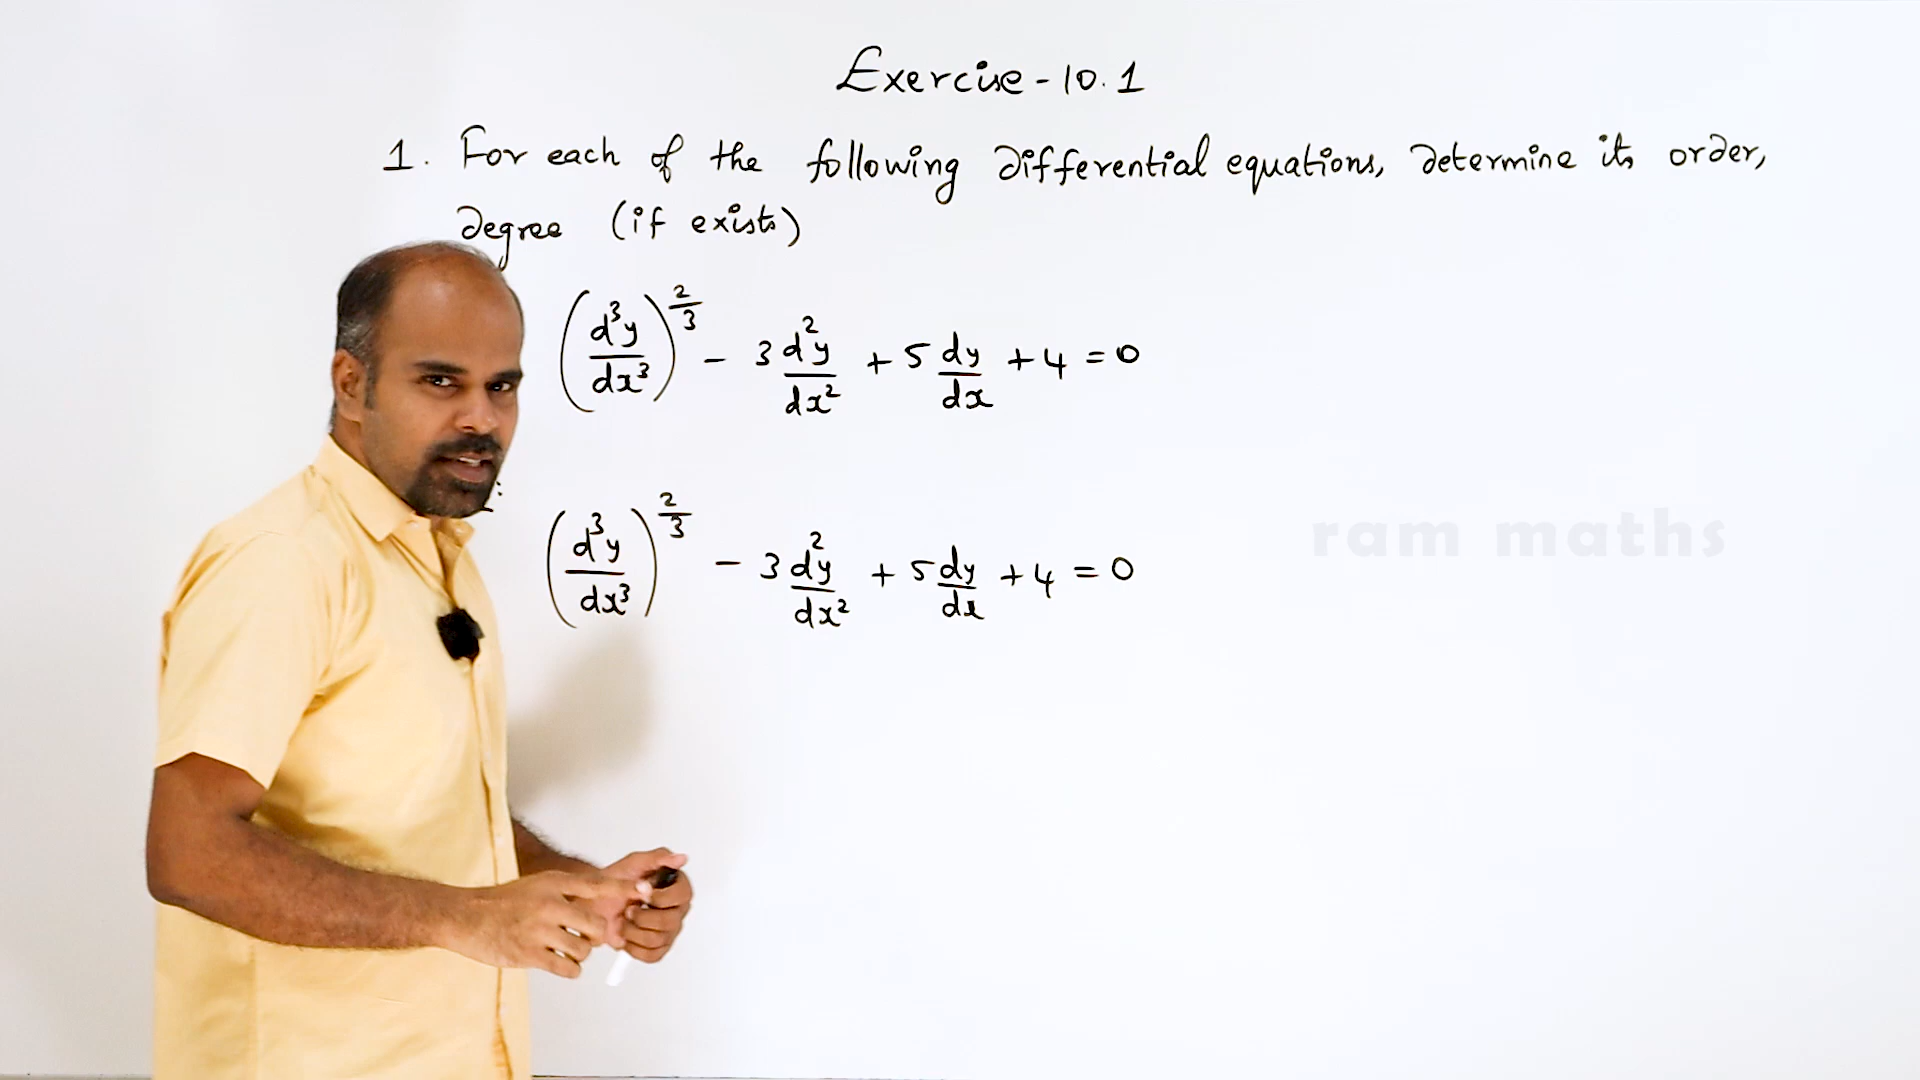 Exercise - 10.1
1. For each of the following differential equations, determine its order,
degree (if exists)
(d³y/dx³)^(2/3) - 3 d²y/dx² + 5 dy/dx + 4 = 0
(d³y/dx³)^(2/3) - 3 d²y/dx² + 5 dy/dx + 4 = 0
ram maths